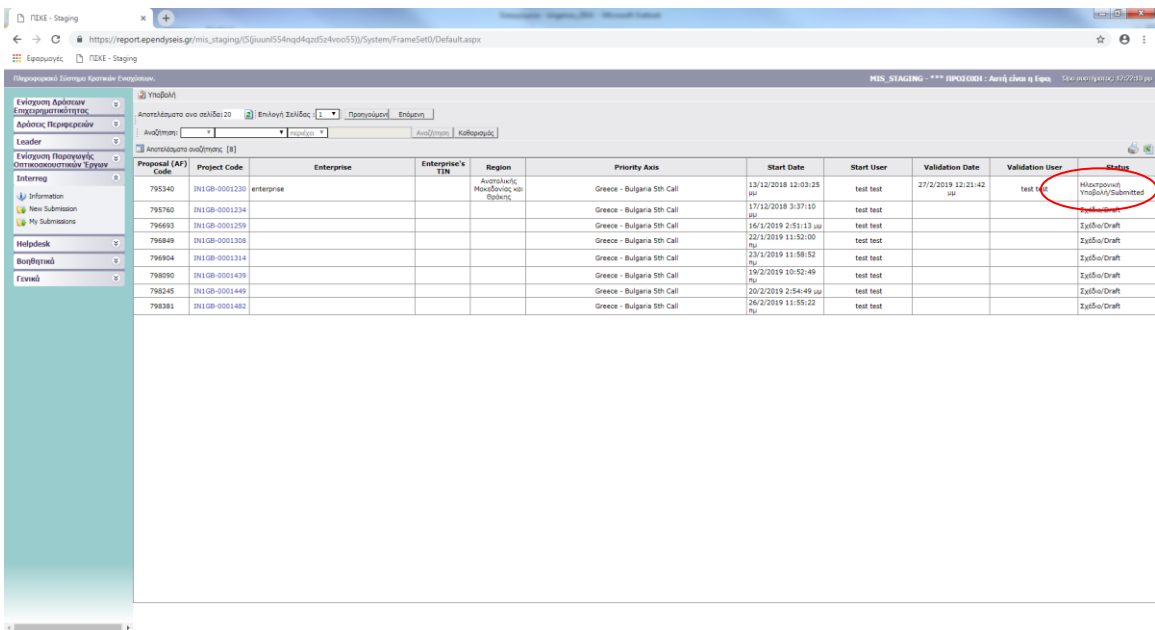 ΠΣΚΕ - Staging
https://report.ependyseis.gr/mis_staging/(S(jiuunl554nqd4qzd5z4voo55))/System/FrameSet0/Default.aspx
Εφαρμογές ΠΣΚΕ - Staging
Πληροφοριακό Σύστημα Κρατικών Ενισχύσεων. MIS_STAGING - *** ΠΡΟΣΟΧΗ : Αυτή είναι η Εφα Ώρα συστήματος: 12:22:19 μμ
Ενίσχυση Δράσεων
Επιχειρηματικότητας
Δράσεις Περιφερειών
Leader
Ενίσχυση Παραγωγής
Οπτικοακουστικών Έργων
Interreg
Information
New Submission
My Submissions
Helpdesk
Βοηθητικά
Γενικά
Υποβολή
Αποτελέσματα ανα σελίδα: 20 Επιλογή Σελίδας : 1 Προηγούμενη Επόμενη
Αναζήτηση: περιέχει Αναζήτηση Καθαρισμός
Αποτελέσματα αναζήτησης [8]
Proposal (AF) Code Project Code Enterprise Enterprise's TIN Region Priority Axis Start Date Start User Validation Date Validation User Status
795340 IN1GB-0001230 enterprise Ανατολικής Μακεδονίας και Θράκης Greece - Bulgaria 5th Call 13/12/2018 12:03:25 μμ test test 27/2/2019 12:21:42 μμ test test Ηλεκτρονική Υποβολή/Submitted
795760 IN1GB-0001234 Greece - Bulgaria 5th Call 17/12/2018 3:37:10 μμ test test Σχέδιο/Draft
796693 IN1GB-0001259 Greece - Bulgaria 5th Call 16/1/2019 2:51:13 μμ test test Σχέδιο/Draft
796849 IN1GB-0001308 Greece - Bulgaria 5th Call 22/1/2019 11:52:00 πμ test test Σχέδιο/Draft
796904 IN1GB-0001314 Greece - Bulgaria 5th Call 23/1/2019 11:58:52 πμ test test Σχέδιο/Draft
798090 IN1GB-0001439 Greece - Bulgaria 5th Call 19/2/2019 10:52:49 πμ test test Σχέδιο/Draft
798245 IN1GB-0001449 Greece - Bulgaria 5th Call 20/2/2019 2:54:49 μμ test test Σχέδιο/Draft
798381 IN1GB-0001482 Greece - Bulgaria 5th Call 26/2/2019 11:55:22 πμ test test Σχέδιο/Draft